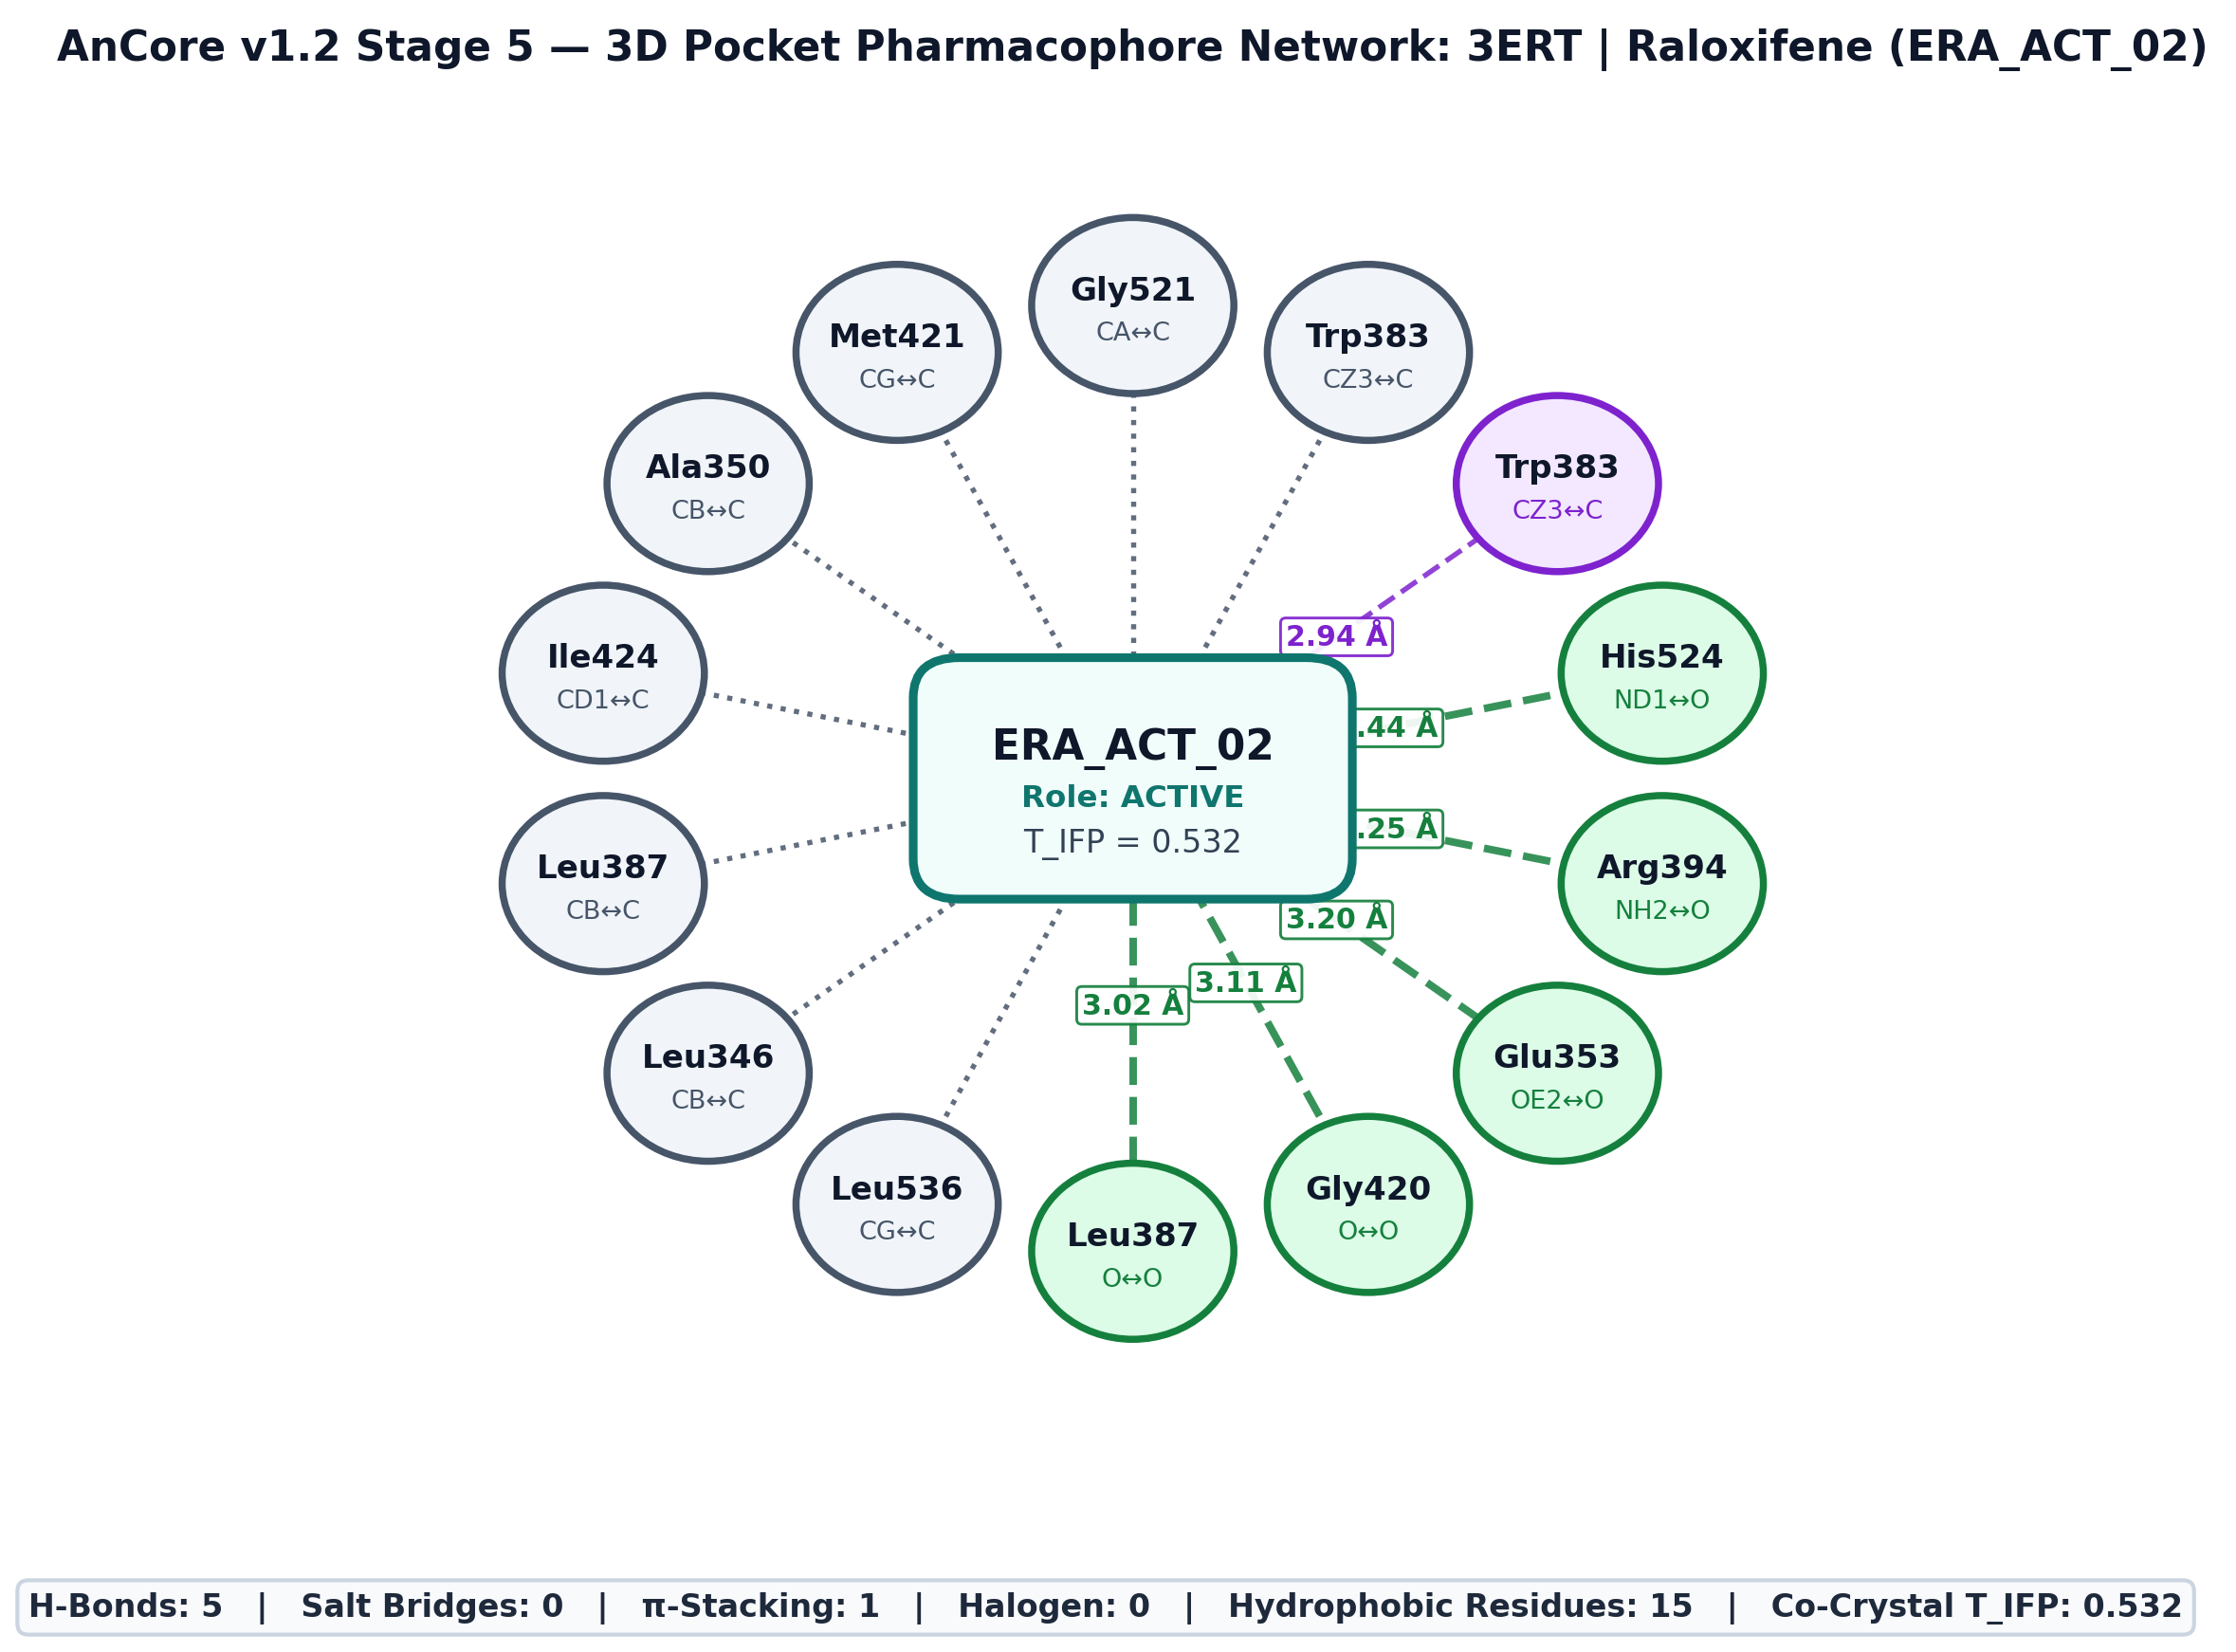 AnCore v1.2 Stage 5 — 3D Pocket Pharmacophore Network: 3ERT | Raloxifene (ERA_ACT_02)
Gly521
CA↔C
Met421
CG↔C
Trp383
CZ3↔C
Ala350
CB↔C
Trp383
CZ3↔C
2.94 Å
Ile424
CD1↔C
His524
ND1↔O
.44 Å
ERA_ACT_02
Role: ACTIVE
T_IFP = 0.532
.25 Å
Leu387
CB↔C
Arg394
NH2↔O
3.20 Å
3.11 Å
3.02 Å
Leu346
CB↔C
Glu353
OE2↔O
Leu536
CG↔C
Gly420
O↔O
Leu387
O↔O
H-Bonds: 5 | Salt Bridges: 0 | π-Stacking: 1 | Halogen: 0 | Hydrophobic Residues: 15 | Co-Crystal T_IFP: 0.532